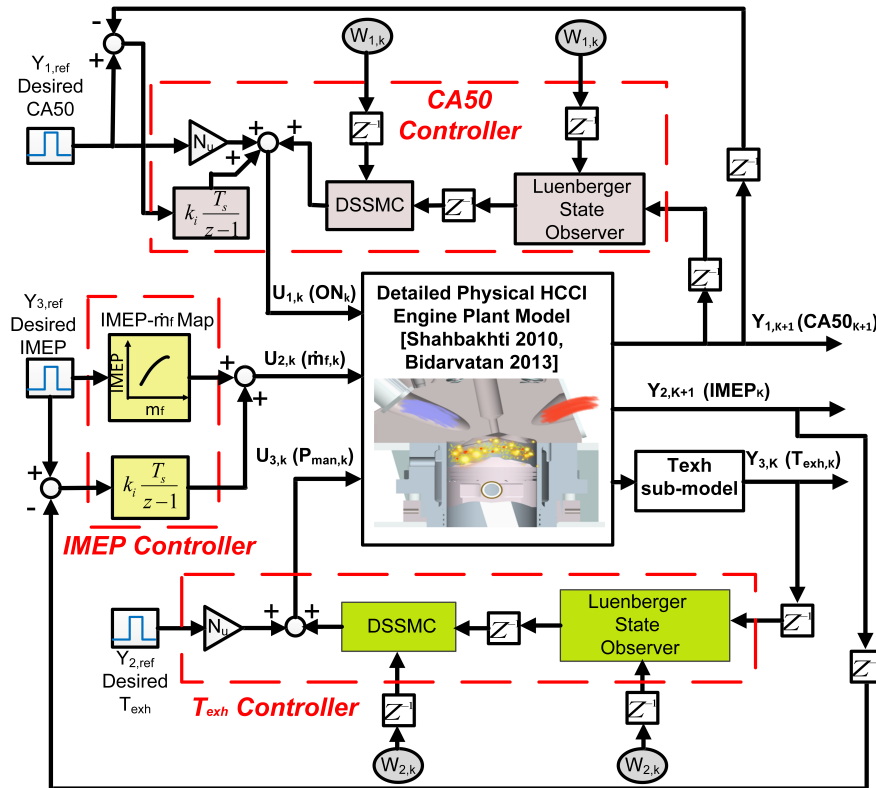 -
+
Y1,ref
Desired
CA50
W1,k
W1,k
CA50
Controller
Z⁻¹
Z⁻¹
Z⁻¹
Nu
+
+
+
DSSMC
Z⁻¹
Luenberger
State
Observer
ki Ts / z−1
Z⁻¹
U1,k (ONk)
Detailed Physical HCCI
Engine Plant Model
[Shahbakhti 2010,
Bidarvatan 2013]
Y1,K+1 (CA50K+1)
Y3,ref
Desired
IMEP
IMEP-ṁf Map
IMEP
mf
+
+
U2,k (ṁf,k)
Y2,K+1 (IMEPK)
U3,k (Pman,k)
Texh
sub-model
Y3,K (Texh,k)
+
-
ki Ts / z−1
IMEP Controller
Y2,ref
Desired
Texh
Nu
+
+
DSSMC
Z⁻¹
Luenberger
State
Observer
Z⁻¹
Z⁻¹
Texh Controller
Z⁻¹
Z⁻¹
W2,k
W2,k